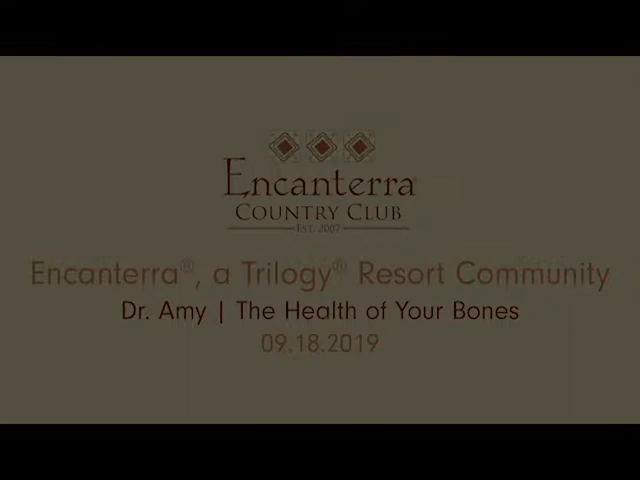 Encanterra
COUNTRY CLUB
EST. 2007
Encanterra®, a Trilogy® Resort Community
Dr. Amy | The Health of Your Bones
09.18.2019